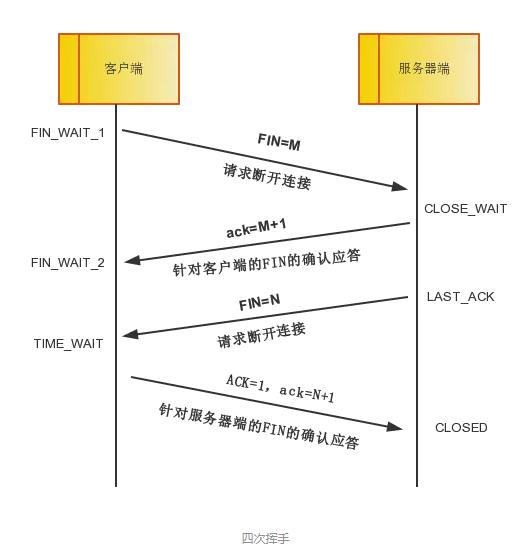 客户端
服务器端
FIN_WAIT_1
FIN=M
请求断开连接
CLOSE_WAIT
ack=M+1
FIN_WAIT_2
针对客户端的FIN的确认应答
FIN=N
LAST_ACK
请求断开连接
TIME_WAIT
ACK=1, ack=N+1
针对服务器端的FIN的确认应答
CLOSED
四次挥手